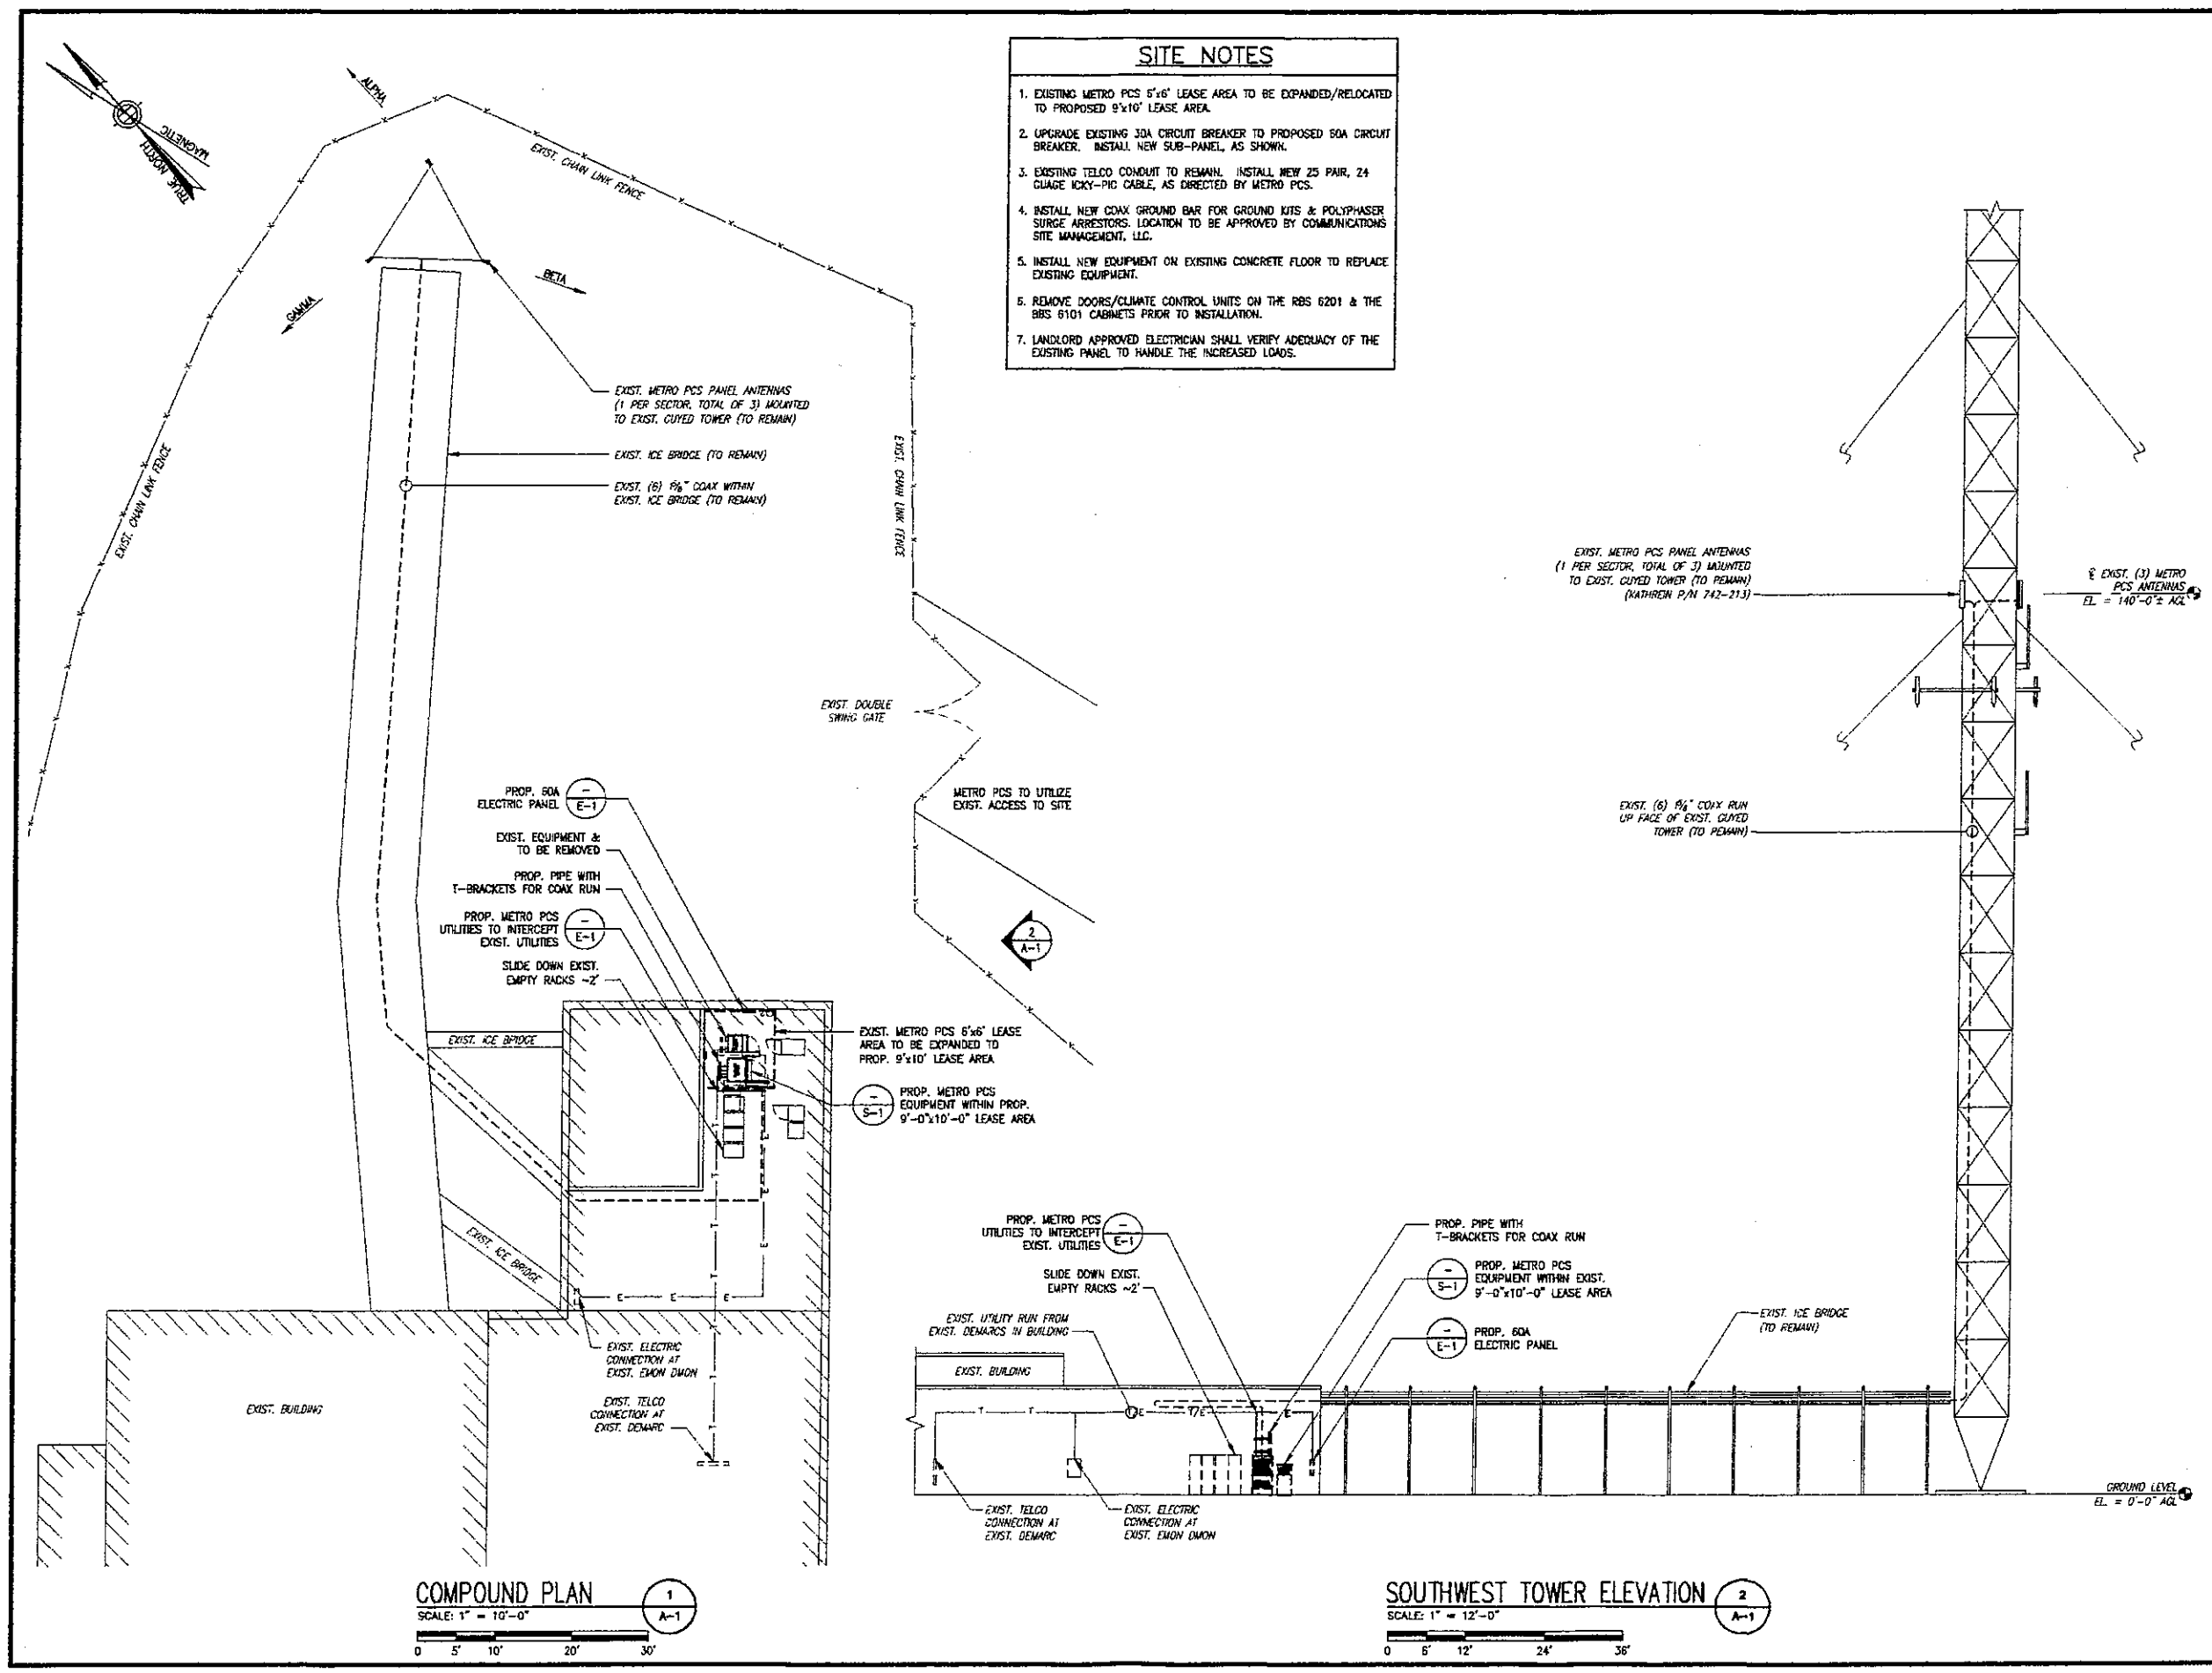 SITE NOTES
1. EXISTING METRO PCS 6'x6' LEASE AREA TO BE EXPANDED/RELOCATED
TO PROPOSED 9'x10' LEASE AREA.
2. UPGRADE EXISTING 30A CIRCUIT BREAKER TO PROPOSED 60A CIRCUIT
BREAKER. INSTALL NEW SUB-PANEL, AS SHOWN.
3. EXISTING TELCO CONDUIT TO REMAIN. INSTALL NEW 25 PAIR, 24
GUAGE ICKY-PIC CABLE, AS DIRECTED BY METRO PCS.
4. INSTALL NEW COAX GROUND BAR FOR GROUND KITS & POLYPHASER
SURGE ARRESTORS. LOCATION TO BE APPROVED BY COMMUNICATIONS
SITE MANAGEMENT, LLC.
5. INSTALL NEW EQUIPMENT ON EXISTING CONCRETE FLOOR TO REPLACE
EXISTING EQUIPMENT.
6. REMOVE DOORS/CLIMATE CONTROL UNITS ON THE RBS 6201 & THE
BBS 6101 CABINETS PRIOR TO INSTALLATION.
7. LANDLORD APPROVED ELECTRICIAN SHALL VERIFY ADEQUACY OF THE
EXISTING PANEL TO HANDLE THE INCREASED LOADS.
MAGNETIC
TRUE NORTH
ALPHA
BETA
GAMMA
EXIST. CHAIN LINK FENCE
EXIST. CHAIN LINK FENCE
EXIST. CHAIN LINK FENCE
EXIST. METRO PCS PANEL ANTENNAS
(1 PER SECTOR, TOTAL OF 3) MOUNTED
TO EXIST. GUYED TOWER (TO REMAIN)
EXIST. ICE BRIDGE (TO REMAIN)
EXIST. (6) 1⅝" COAX WITHIN
EXIST. ICE BRIDGE (TO REMAIN)
EXIST. DOUBLE
SWING GATE
METRO PCS TO UTILIZE
EXIST. ACCESS TO SITE
2
A-1
PROP. 60A
ELECTRIC PANEL
-
E-1
EXIST. EQUIPMENT &
TO BE REMOVED
PROP. PIPE WITH
T-BRACKETS FOR COAX RUN
PROP. METRO PCS
UTILITIES TO INTERCEPT
EXIST. UTILITIES
-
E-1
SLIDE DOWN EXIST.
EMPTY RACKS ~2'
EXIST. ICE BRIDGE
EXIST. ICE BRIDGE
EXIST. METRO PCS 6'x6' LEASE
AREA TO BE EXPANDED TO
PROP. 9'x10' LEASE AREA
-
S-1
PROP. METRO PCS
EQUIPMENT WITHIN PROP.
9'-0"x10'-0" LEASE AREA
T
T
T
T
T
E
E
E
E
E
E
EXIST. ELECTRIC
CONNECTION AT
EXIST. EMON DMON
EXIST. TELCO
CONNECTION AT
EXIST. DEMARC
EXIST. BUILDING
COMPOUND PLAN
SCALE: 1" = 10'-0"
1
A-1
0 5' 10' 20' 30'
EXIST. METRO PCS PANEL ANTENNAS
(1 PER SECTOR, TOTAL OF 3) MOUNTED
TO EXIST. GUYED TOWER (TO REMAIN)
(KATHREIN P/N 742-213)
℄ EXIST. (3) METRO
PCS ANTENNAS
EL. = 140'-0"± AGL
EXIST. (6) 1⅝" COAX RUN
UP FACE OF EXIST. GUYED
TOWER (TO REMAIN)
PROP. METRO PCS
UTILITIES TO INTERCEPT
EXIST. UTILITIES
-
E-1
SLIDE DOWN EXIST.
EMPTY RACKS ~2'
EXIST. UTILITY RUN FROM
EXIST. DEMARCS IN BUILDING
PROP. PIPE WITH
T-BRACKETS FOR COAX RUN
-
S-1
PROP. METRO PCS
EQUIPMENT WITHIN EXIST.
9'-0"x10'-0" LEASE AREA
-
E-1
PROP. 60A
ELECTRIC PANEL
EXIST. ICE BRIDGE
(TO REMAIN)
EXIST. BUILDING
T T T/E T/E E
EXIST. TELCO
CONNECTION AT
EXIST. DEMARC
EXIST. ELECTRIC
CONNECTION AT
EXIST. EMON DMON
GROUND LEVEL
EL. = 0'-0" AGL
SOUTHWEST TOWER ELEVATION
SCALE: 1" = 12'-0"
2
A-1
0 6' 12' 24' 36'